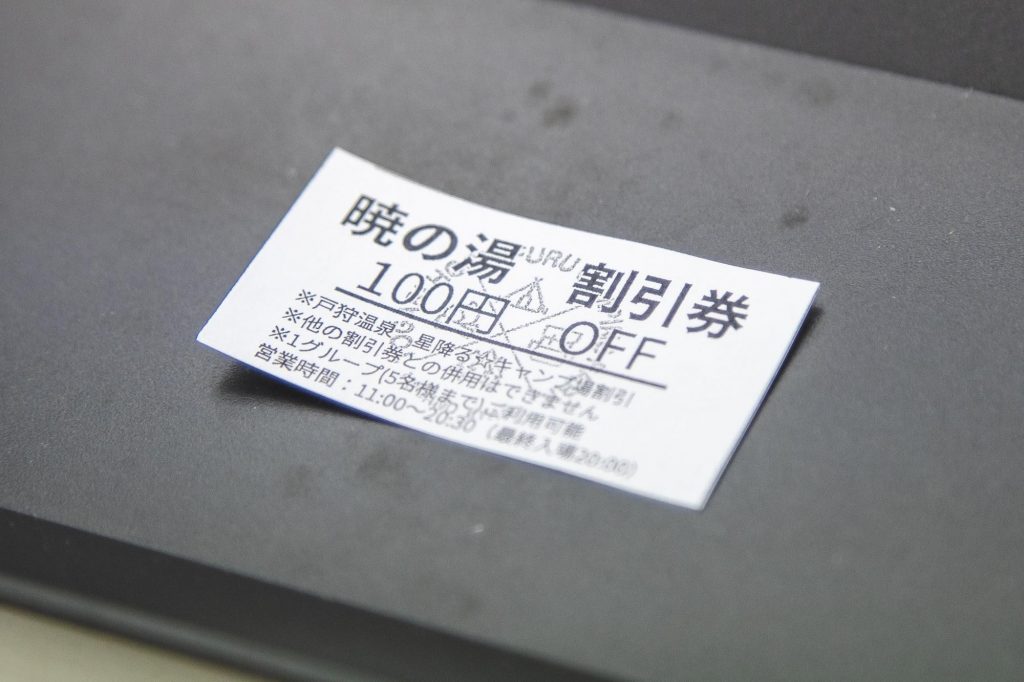 暁の湯 割引券
100円 OFF
※戸狩温泉 星降る☆キャンプ場割引
※他の割引券との併用はできません
※1グループ(5名様まで)ご利用可能
営業時間：11:00～20:30 (最終入場20:00)